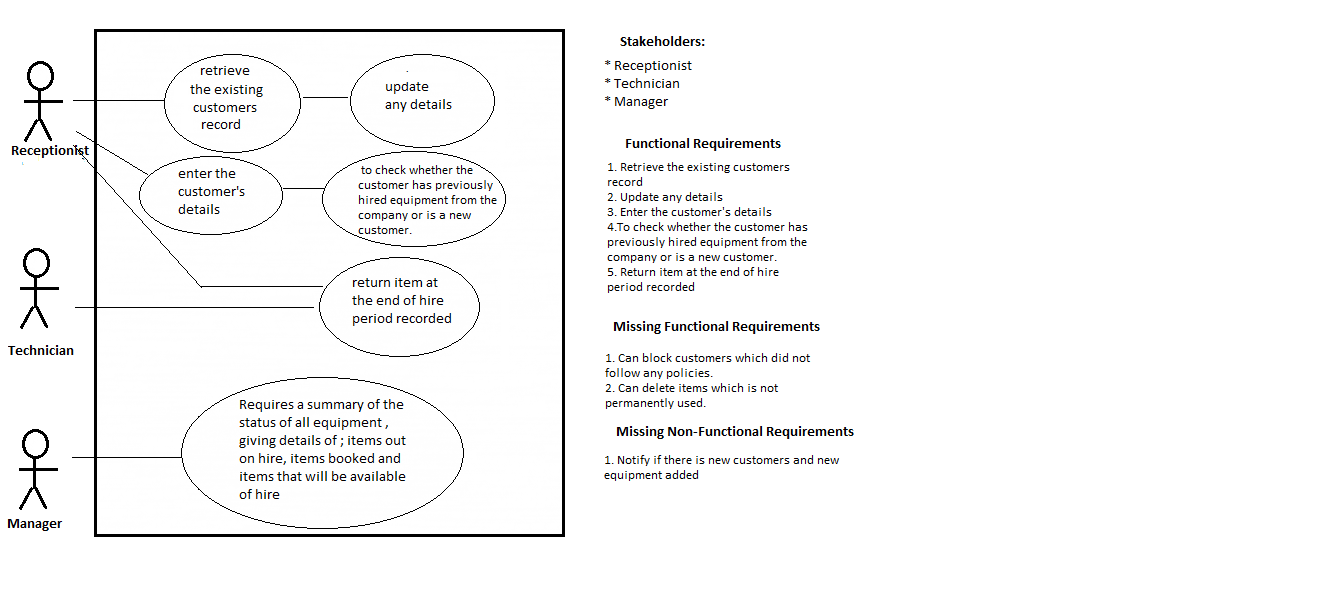 retrieve
the existing
customers
record
update
any details
Receptionist
enter the
customer's
details
to check whether the
customer has previously
hired equipment from the
company or is a new
customer.
return item at
the end of hire
period recorded
Technician
Requires a summary of the
status of all equipment ,
giving details of ; items out
on hire, items booked and
items that will be available
of hire
Manager
Stakeholders:
* Receptionist
* Technician
* Manager
Functional Requirements
1. Retrieve the existing customers
record
2. Update any details
3. Enter the customer's details
4.To check whether the customer has
previously hired equipment from the
company or is a new customer.
5. Return item at the end of hire
period recorded
Missing Functional Requirements
1. Can block customers which did not
follow any policies.
2. Can delete items which is not
permanently used.
Missing Non-Functional Requirements
1. Notify if there is new customers and new
equipment added